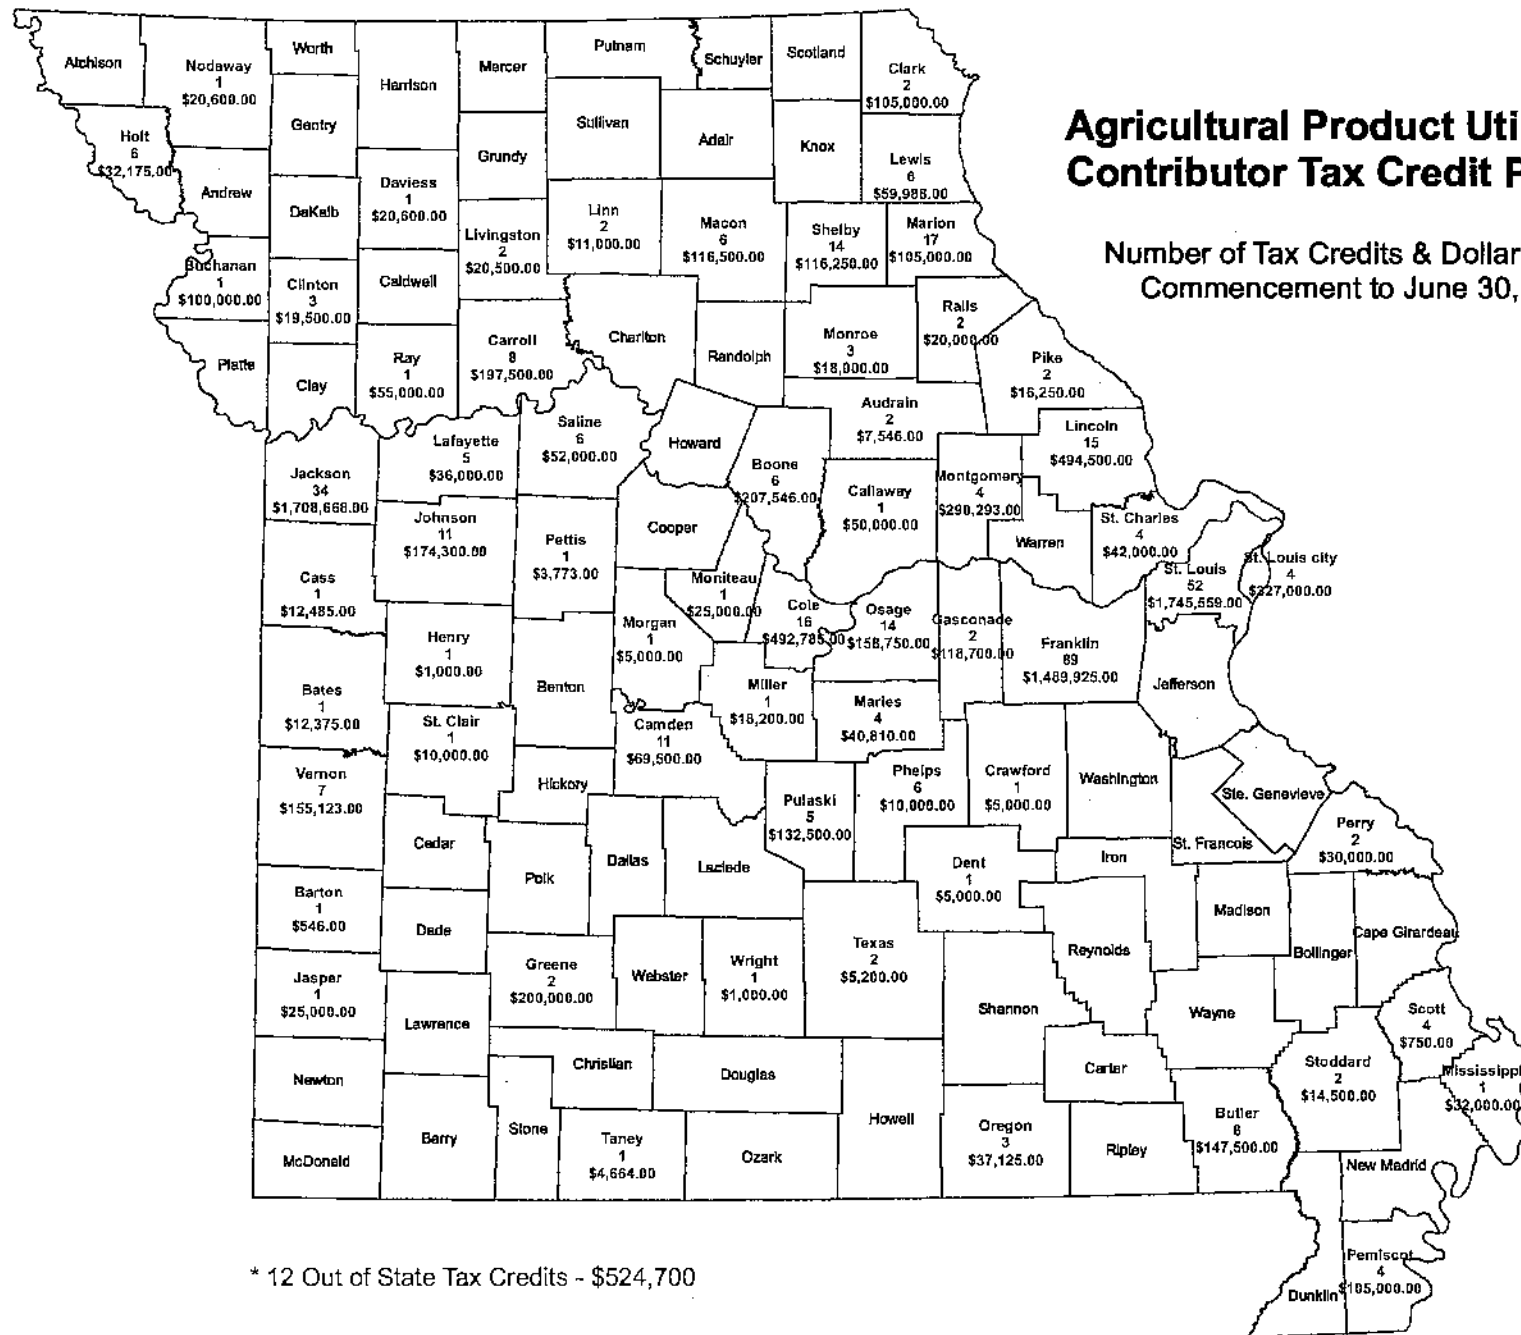 Agricultural Product Uti
Contributor Tax Credit P
Number of Tax Credits & Dollar
Commencement to June 30,
Atchison
Nodaway
1
$20,600.00
Worth
Harrison
Mercer
Putnam
Schuyler
Scotland
Clark
2
$105,000.00
Holt
6
$32,175.00
Gentry
Sullivan
Adair
Knox
Grundy
Lewis
6
$59,986.00
Andrew
DeKalb
Daviess
1
$20,600.00
Livingston
2
$20,500.00
Linn
2
$11,000.00
Macon
6
$116,500.00
Shelby
14
$116,250.00
Marion
17
$105,000.00
Buchanan
1
$100,000.00
Clinton
3
$19,500.00
Caldwell
Ralls
2
$20,000.00
Platte
Clay
Ray
1
$55,000.00
Carroll
8
$197,500.00
Chariton
Randolph
Monroe
3
$18,000.00
Pike
2
$16,250.00
Audrain
2
$7,546.00
Lincoln
15
$494,500.00
Jackson
34
$1,708,668.00
Lafayette
5
$36,000.00
Saline
6
$52,000.00
Howard
Boone
6
$207,546.00
Callaway
1
$50,000.00
Montgomery
4
$290,293.00
Johnson
11
$174,300.00
Pettis
1
$3,773.00
Cooper
Warren
St. Charles
4
$42,000.00
St. Louis
52
$1,745,559.00
St. Louis city
4
$327,000.00
Cass
1
$12,485.00
Moniteau
1
$25,000.00
Cole
16
$492,785.00
Osage
14
$158,750.00
Gasconade
2
$118,700.00
Franklin
89
$1,489,925.00
Henry
1
$1,000.00
Morgan
1
$5,000.00
Bates
1
$12,375.00
Benton
Miller
1
$18,200.00
Maries
4
$40,810.00
Jefferson
St. Clair
1
$10,000.00
Camden
11
$69,500.00
Vernon
7
$155,123.00
Hickory
Pulaski
5
$132,500.00
Phelps
6
$10,000.00
Crawford
1
$5,000.00
Washington
Ste. Genevieve
St. Francois
Perry
2
$30,000.00
Cedar
Polk
Dallas
Laclede
Dent
1
$5,000.00
Iron
Barton
1
$546.00
Dade
Madison
Bollinger
Cape Girardeau
Greene
2
$200,000.00
Webster
Wright
1
$1,000.00
Texas
2
$5,200.00
Reynolds
Jasper
1
$25,000.00
Lawrence
Shannon
Wayne
Scott
4
$750.00
Newton
Christian
Douglas
Carter
Stoddard
2
$14,500.00
Mississippi
1
$32,000.00
McDonald
Barry
Stone
Taney
1
$4,664.00
Ozark
Howell
Oregon
3
$37,125.00
Ripley
Butler
$147,500.00
New Madrid
Pemiscot
4
Dunklin
* 12 Out of State Tax Credits - $524,700